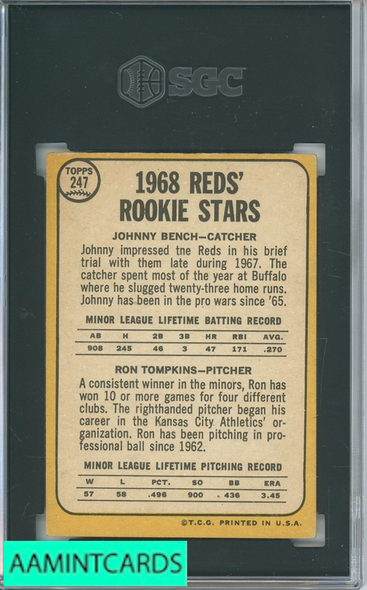 SGC
TOPPS
247
1968 REDS'
ROOKIE STARS
JOHNNY BENCH—CATCHER
Johnny impressed tne Reds in his brief
trial with them late during 1967. The
catcher spent most of the year at Buffalo
where he slugged twenty-three home runs.
Johnny has been in the pro wars since '65.
MINOR LEAGUE LIFETIME BATTING RECORD
AB H 2B 3B HR RBI AVG.
908 245 46 3 47 171 .270
RON TOMPKINS—PITCHER
A consistent winner in the minors, Ron has
won 10 or more games for four different
clubs. The righthanded pitcher began his
career in the Kansas City Athletics' or-
ganization. Ron has been pitching in pro-
fessional ball since 1962.
MINOR LEAGUE LIFETIME PITCHING RECORD
W L PCT. SO BB ERA
57 58 .496 900 436 3.45
©T.C.G. PRINTED IN U.S.A.
AAMINTCARDS